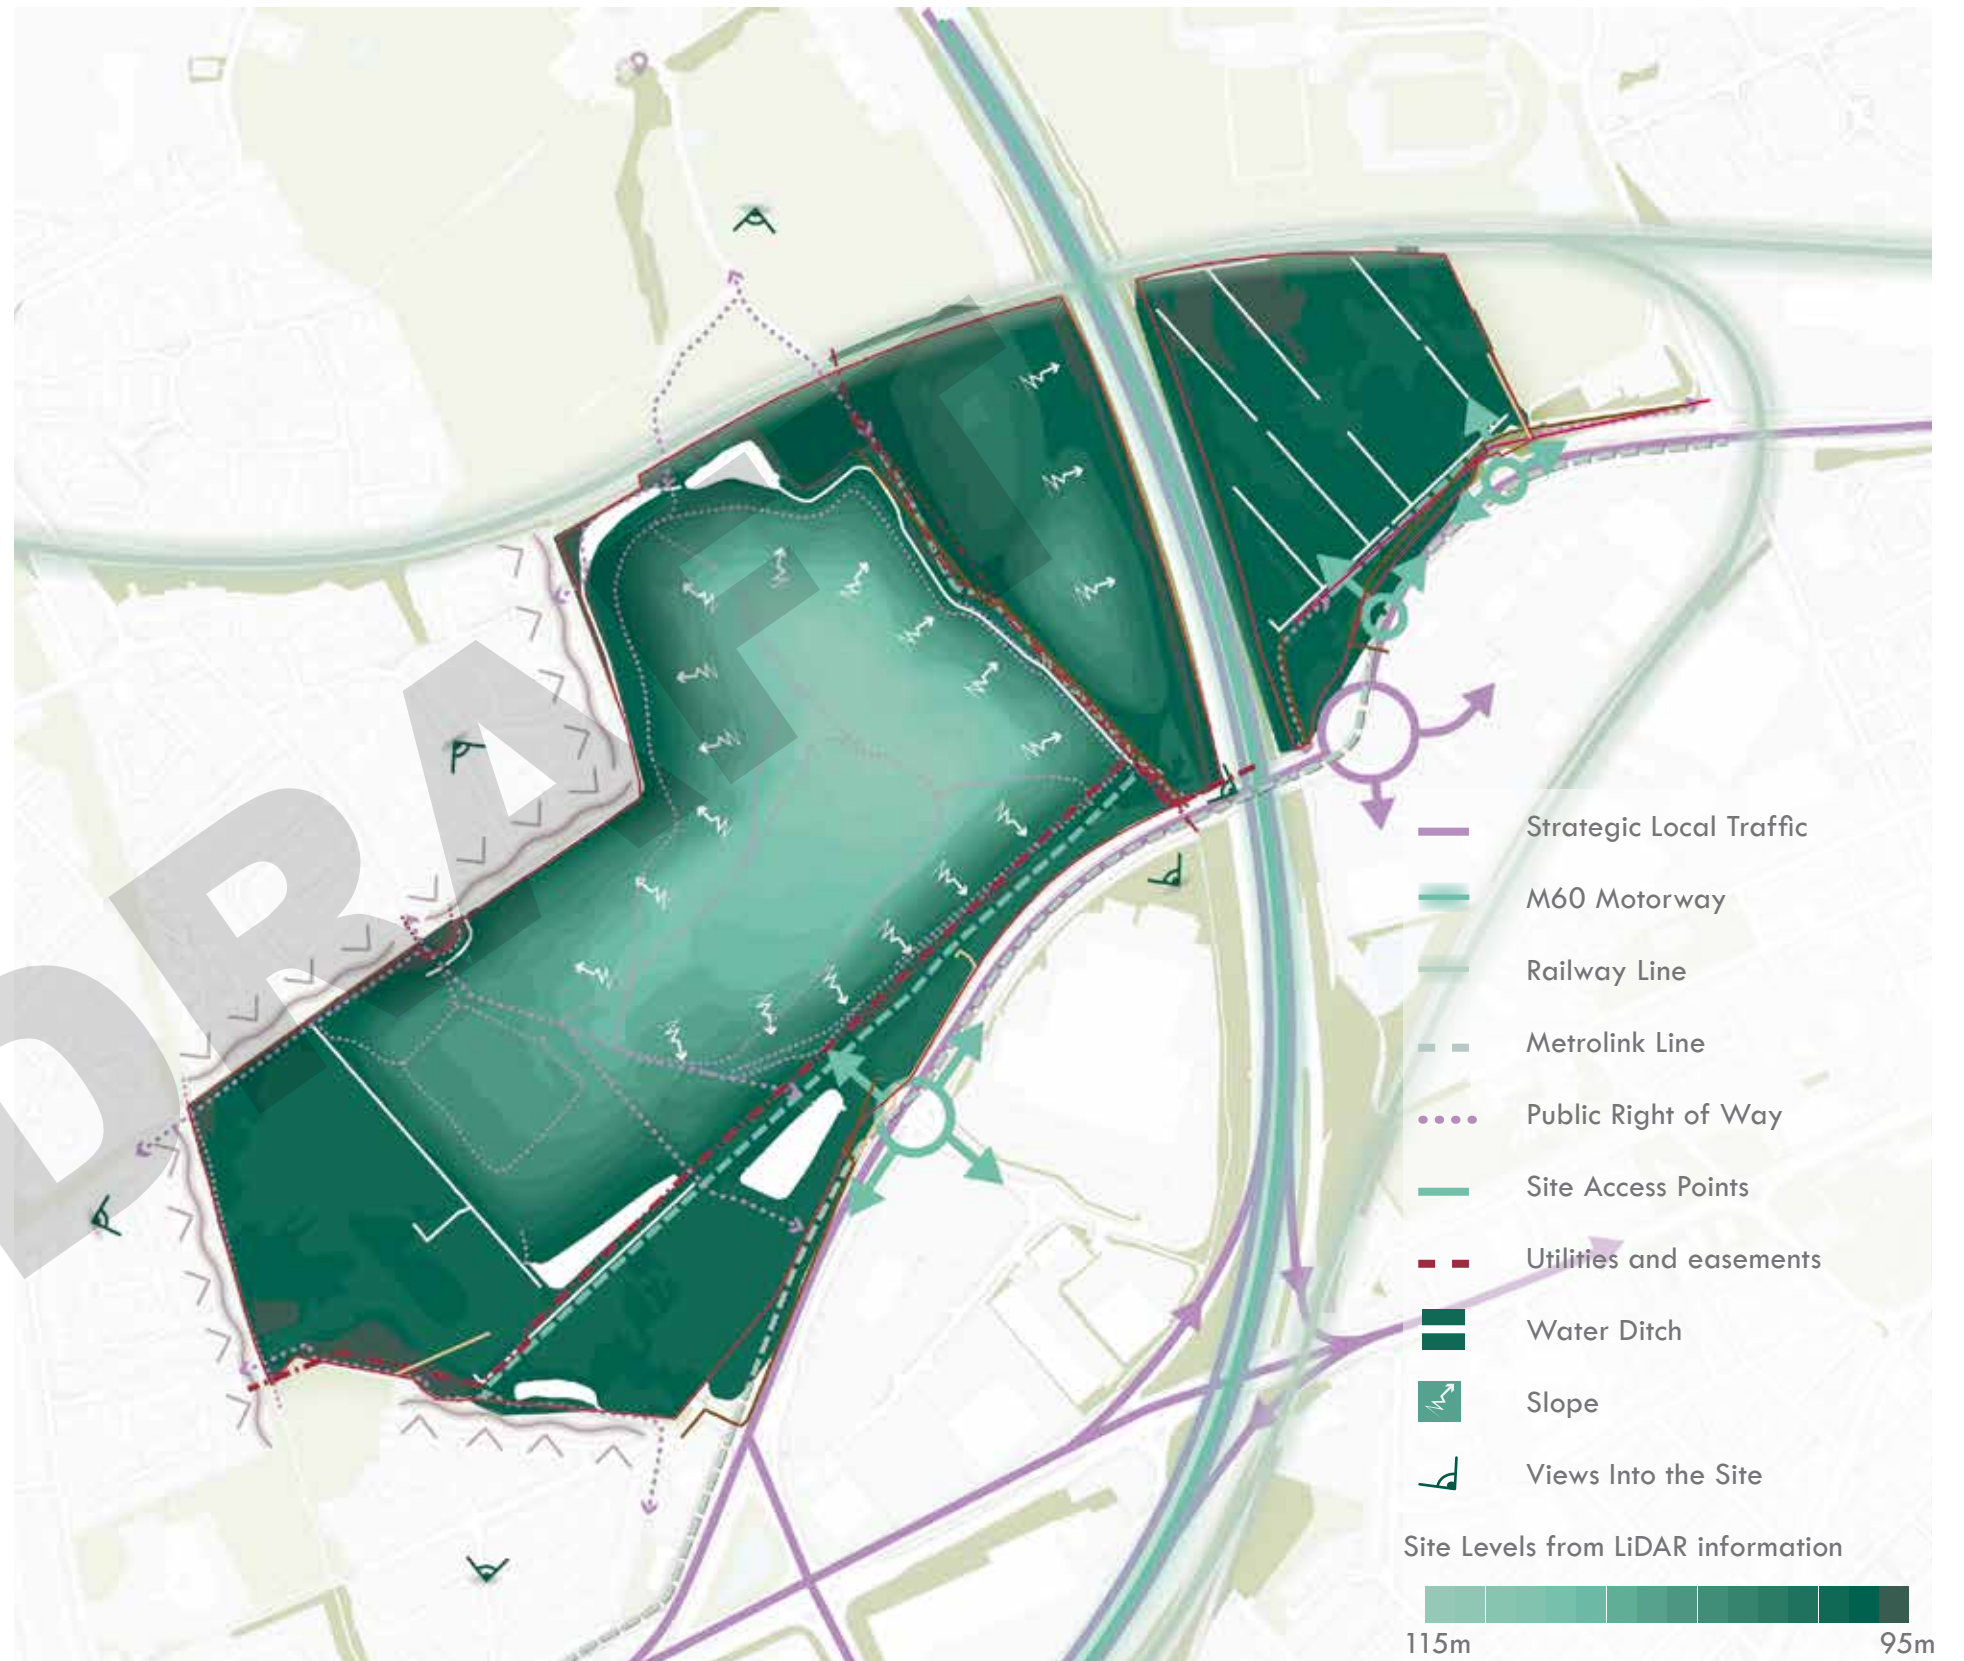 DRAFT
Strategic Local Traffic
M60 Motorway
Railway Line
Metrolink Line
Public Right of Way
Site Access Points
Utilities and easements
Water Ditch
Slope
Views Into the Site
Site Levels from LiDAR information
115m 95m